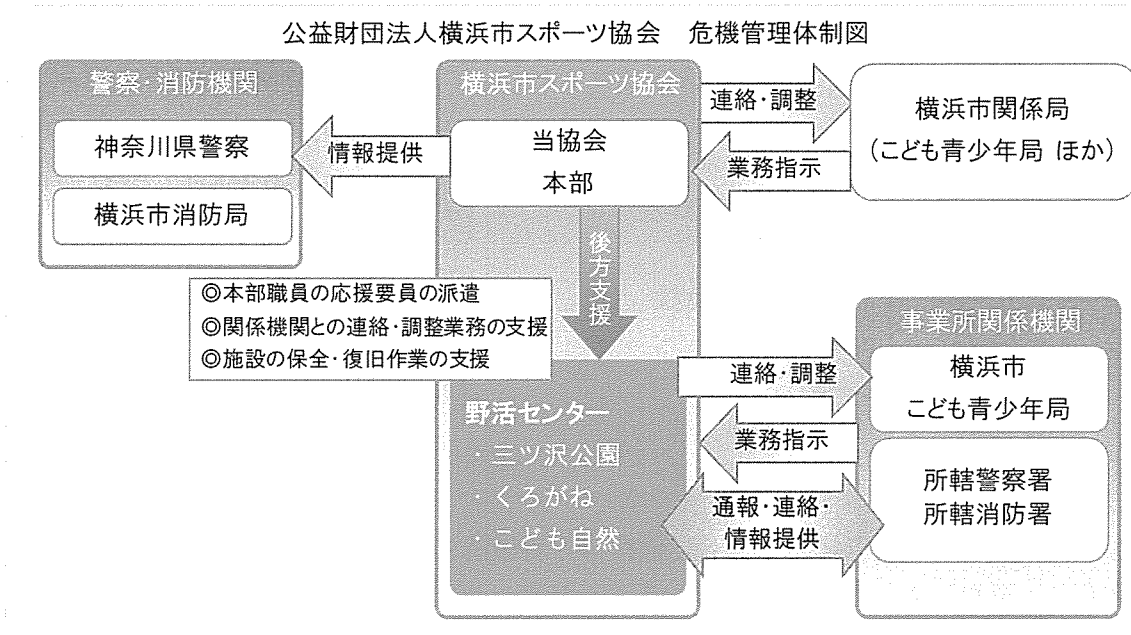 公益財団法人横浜市スポーツ協会　危機管理体制図
警察・消防機関
神奈川県警察
横浜市消防局
情報提供
横浜市スポーツ協会
当協会
本部
連絡・調整
業務指示
横浜市関係局
（こども青少年局 ほか）
後方支援
◎本部職員の応援要員の派遣
◎関係機関との連絡・調整業務の支援
◎施設の保全・復旧作業の支援
野活センター
・三ツ沢公園
・くろがね
・こども自然
連絡・調整
業務指示
通報・連絡・
情報提供
事業所関係機関
横浜市
こども青少年局
所轄警察署
所轄消防署